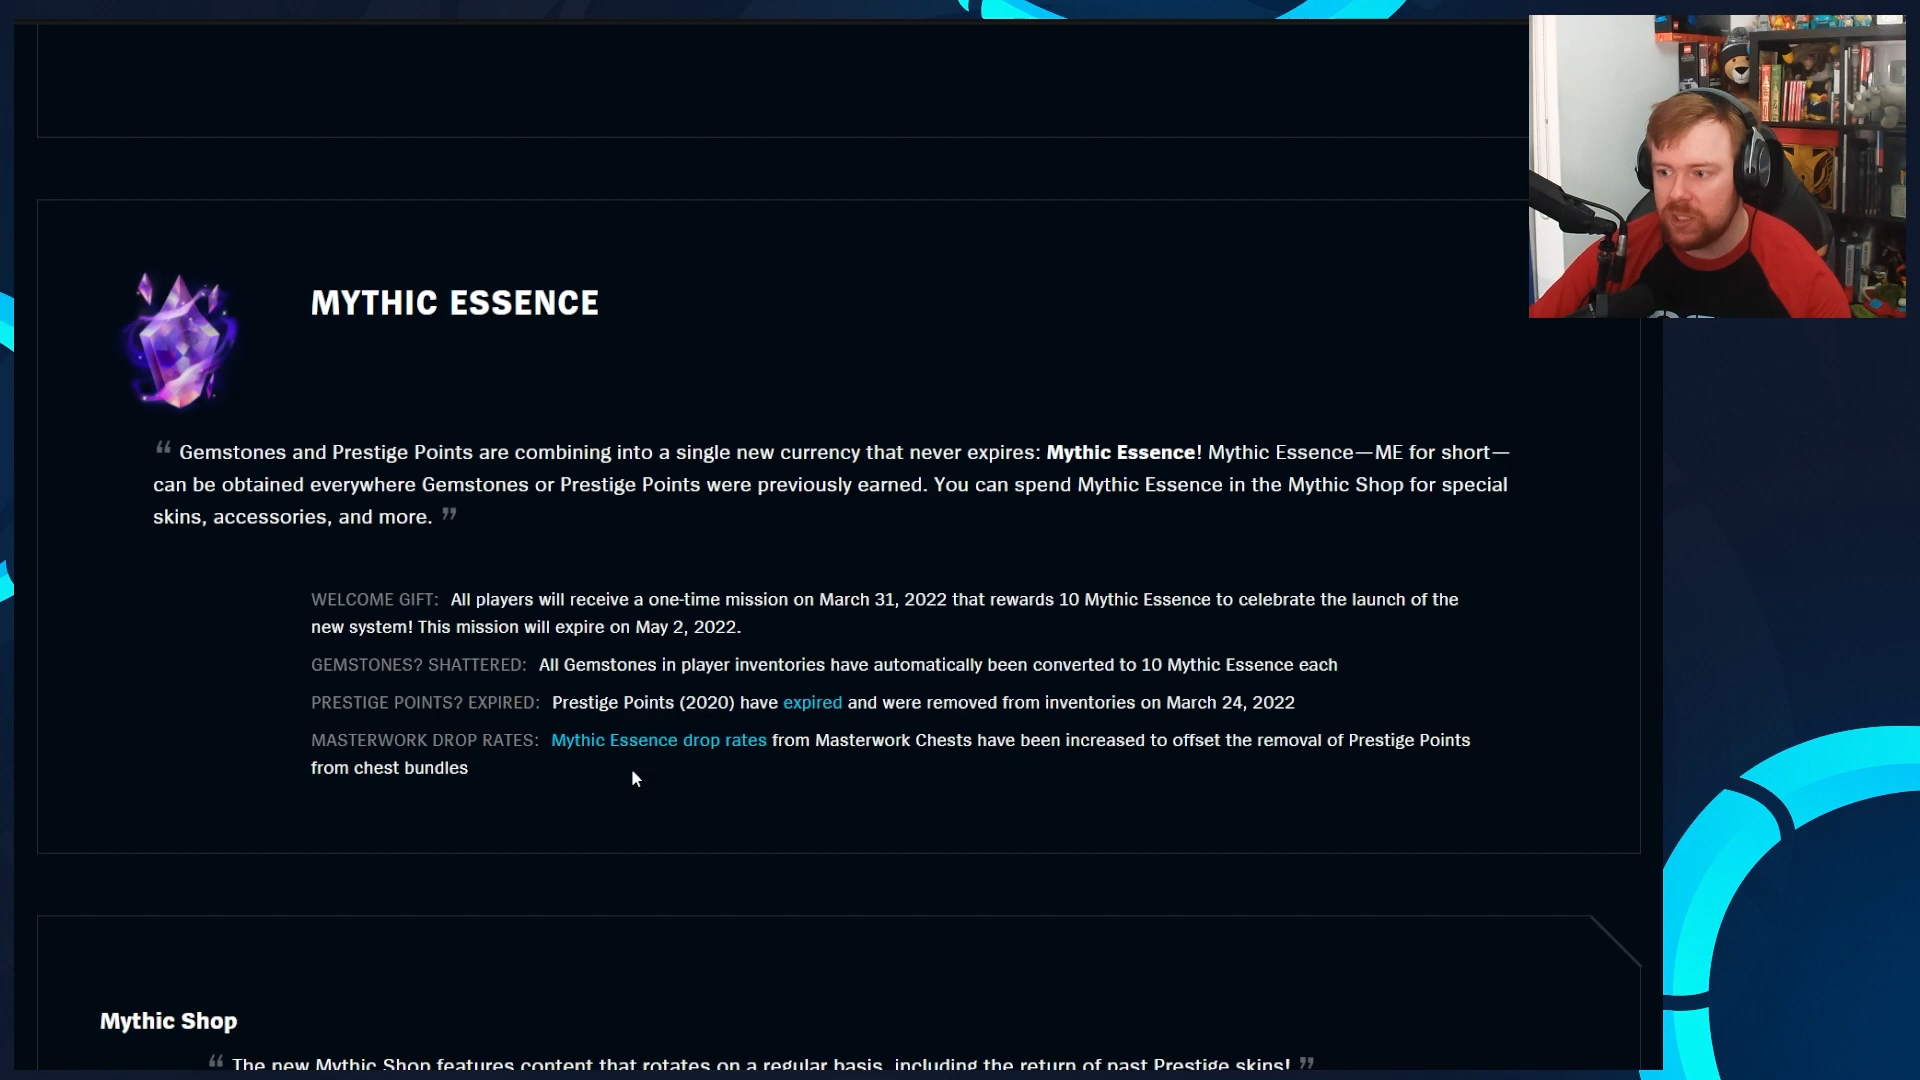 MYTHIC ESSENCE
“ Gemstones and Prestige Points are combining into a single new currency that never expires: Mythic Essence! Mythic Essence—ME for short—
can be obtained everywhere Gemstones or Prestige Points were previously earned. You can spend Mythic Essence in the Mythic Shop for special
skins, accessories, and more. ”
WELCOME GIFT: All players will receive a one-time mission on March 31, 2022 that rewards 10 Mythic Essence to celebrate the launch of the
new system! This mission will expire on May 2, 2022.
GEMSTONES? SHATTERED: All Gemstones in player inventories have automatically been converted to 10 Mythic Essence each
PRESTIGE POINTS? EXPIRED: Prestige Points (2020) have expired and were removed from inventories on March 24, 2022
MASTERWORK DROP RATES: Mythic Essence drop rates from Masterwork Chests have been increased to offset the removal of Prestige Points
from chest bundles
Mythic Shop
“ The new Mythic Shop features content that rotates on a regular basis, including the return of past Prestige skins! ”